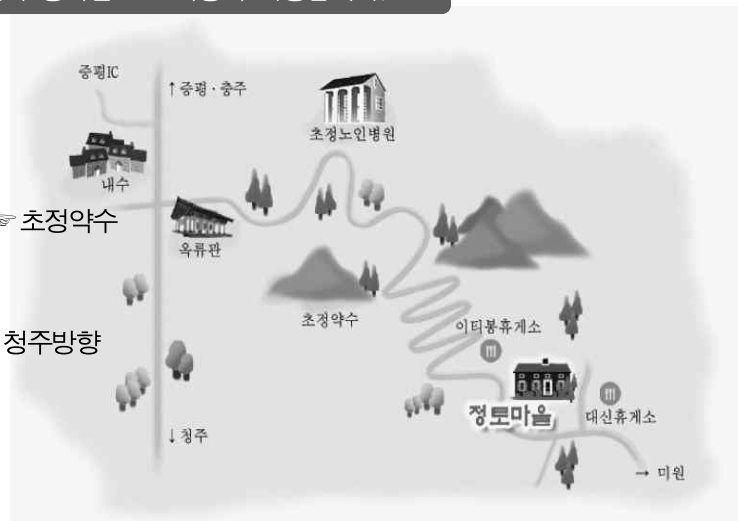 증평IC
↑ 증평 · 충주
초정노인병원
내수
☞ 초정약수
옥류관
초정약수
이티봉휴게소
청주방향
정토마을
대신휴게소
↓ 청주
→ 미원